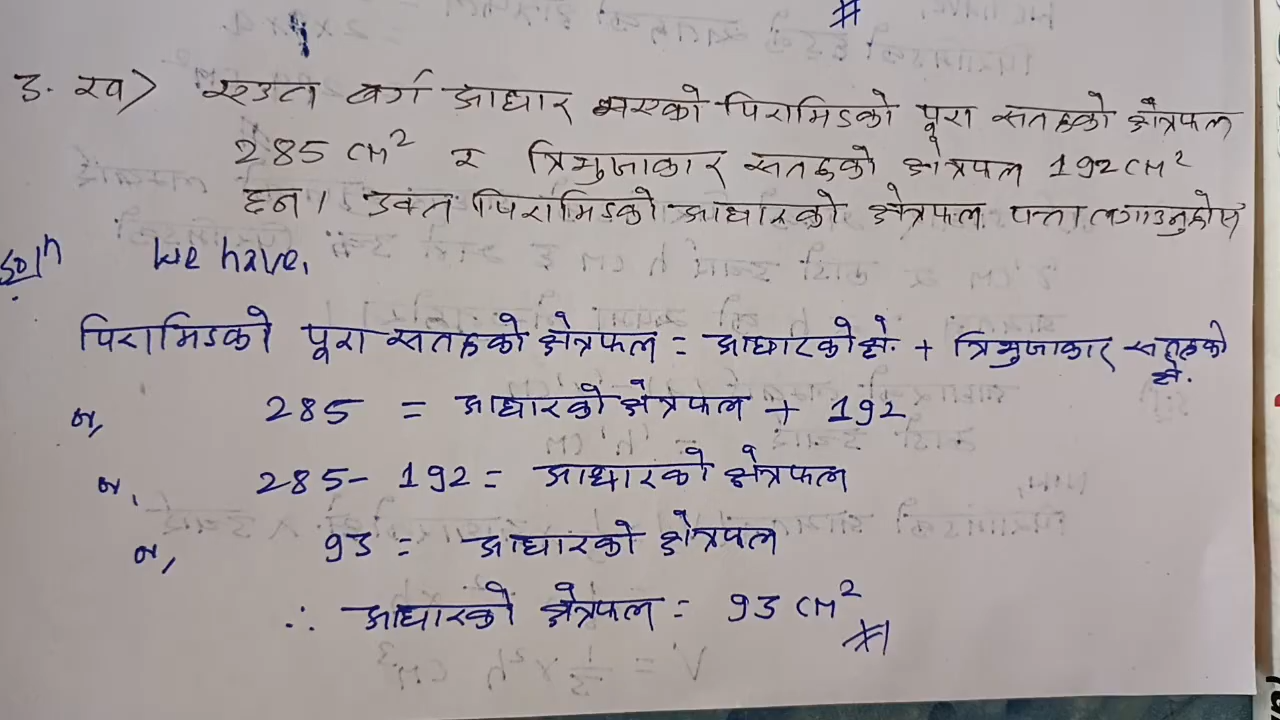 #
3. ख) एउटा वर्ग आधार भएको पिरामिडको पूरा सतहको क्षेत्रफल
285 cm² र त्रिभुजाकार सतहको क्षेत्रफल 192 cm²
छन। उक्त पिरामिडको आधारको क्षेत्रफल पत्ता लगाउनुहोस्
Solⁿ We have,
पिरामिडको पूरा सतहको क्षेत्रफल = आधारको क्षे. + त्रिभुजाकार सतहको क्षे.
or, 285 = आधारको क्षेत्रफल + 192
or, 285 - 192 = आधारको क्षेत्रफल
or, 93 = आधारको क्षेत्रफल
∴ आधारको क्षेत्रफल = 93 cm² #